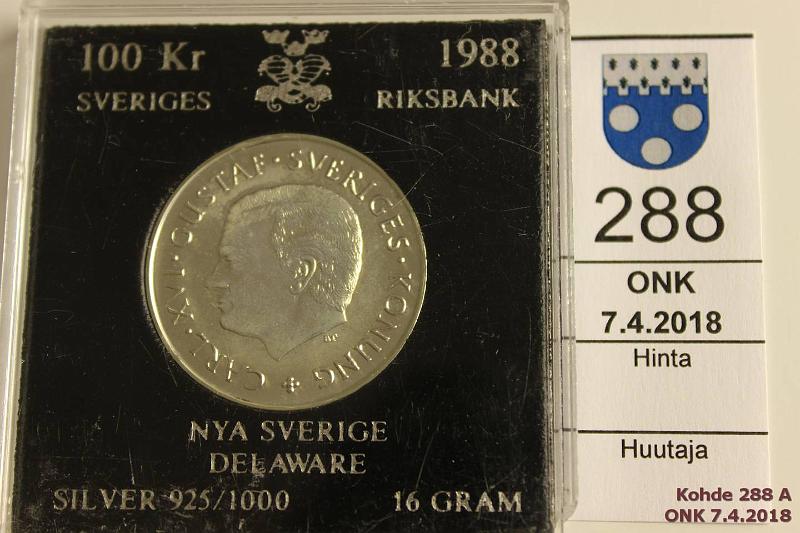 100 Kr 1988
SVERIGES RIKSBANK
CARL·XVI·GUSTAF·SVERIGES·KONUNG
NYA SVERIGE
DELAWARE
SILVER 925/1000 16 GRAM
288
ONK
7.4.2018
Hinta
Huutaja
Kohde 288 A
ONK 7.4.2018